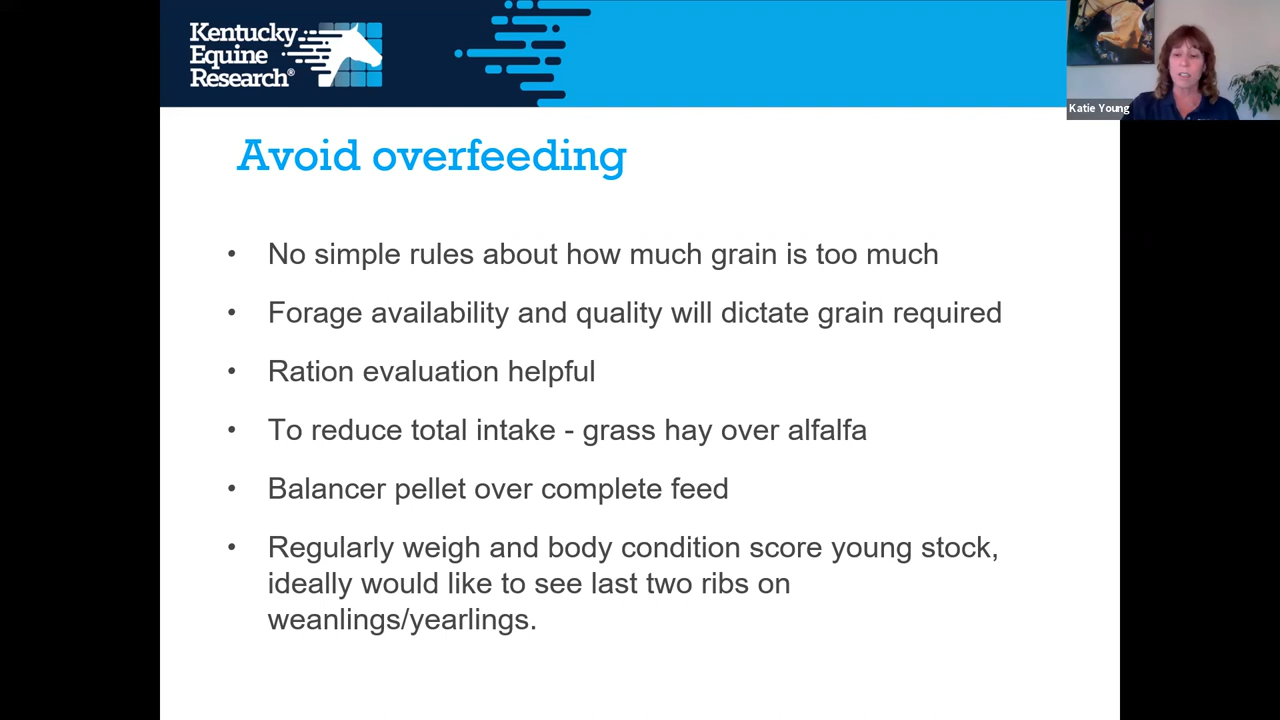 Kentucky
Equine
Research®
Katie Young
Avoid overfeeding
• No simple rules about how much grain is too much
• Forage availability and quality will dictate grain required
• Ration evaluation helpful
• To reduce total intake - grass hay over alfalfa
• Balancer pellet over complete feed
• Regularly weigh and body condition score young stock,
ideally would like to see last two ribs on
weanlings/yearlings.